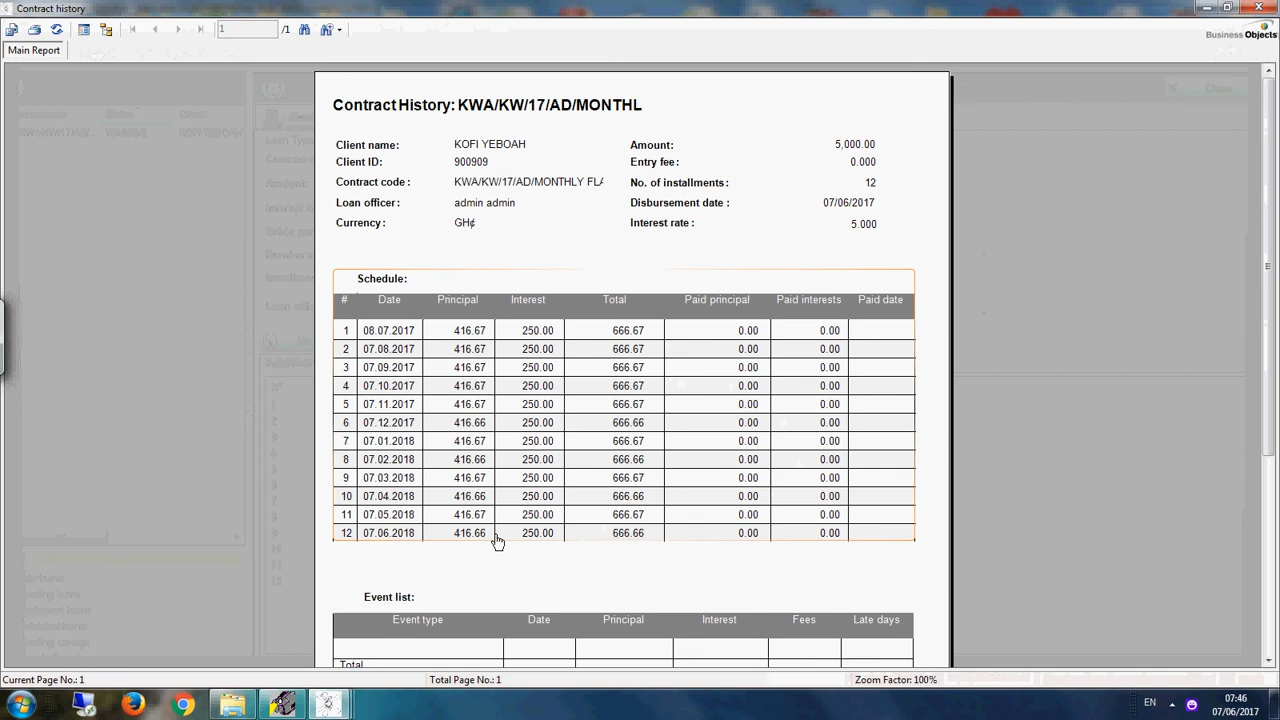 Contract history
1 /1
Business Objects
Main Report
Close
Contract History: KWA/KW/17/AD/MONTHL
Client name: KOFI YEBOAH Amount: 5,000.00
Client ID: 900909 Entry fee: 0.000
Contract code: KWA/KW/17/AD/MONTHLY FLA No. of installments: 12
Loan officer: admin admin Disbursement date: 07/06/2017
Currency: GH¢ Interest rate: 5.000
Schedule:
# Date Principal Interest Total Paid principal Paid interests Paid date
1 08.07.2017 416.67 250.00 666.67 0.00 0.00
2 07.08.2017 416.67 250.00 666.67 0.00 0.00
3 07.09.2017 416.67 250.00 666.67 0.00 0.00
4 07.10.2017 416.67 250.00 666.67 0.00 0.00
5 07.11.2017 416.67 250.00 666.67 0.00 0.00
6 07.12.2017 416.66 250.00 666.66 0.00 0.00
7 07.01.2018 416.67 250.00 666.67 0.00 0.00
8 07.02.2018 416.66 250.00 666.66 0.00 0.00
9 07.03.2018 416.67 250.00 666.67 0.00 0.00
10 07.04.2018 416.66 250.00 666.66 0.00 0.00
11 07.05.2018 416.67 250.00 666.67 0.00 0.00
12 07.06.2018 416.66 250.00 666.66 0.00 0.00
Event list:
Event type Date Principal Interest Fees Late days
Total
Current Page No.: 1 Total Page No.: 1 Zoom Factor: 100%
EN 07:46
07/06/2017